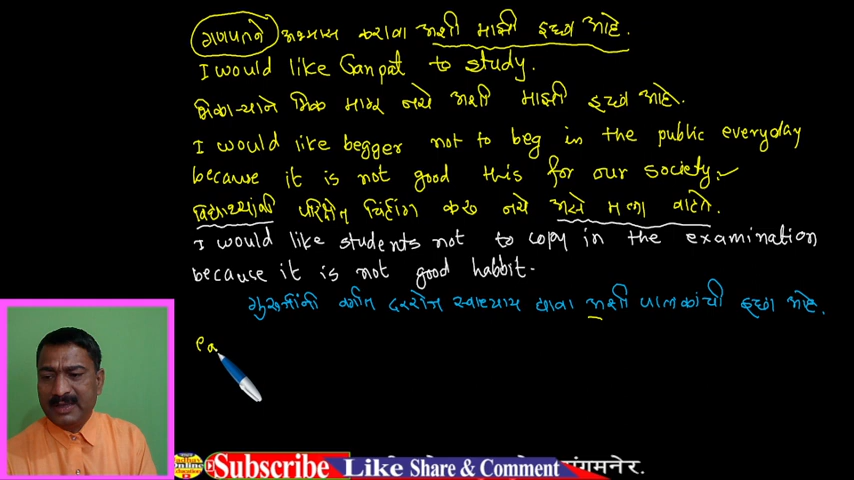 गणपतने अभ्यास करावा अशी माझी इच्छा आहे.
I would like Ganpat to study.
भिकाऱ्याने भिक मागू नये अशी माझी इच्छा आहे.
I would like begger not to beg in the public everyday
because it is not good this for our society.
विद्यार्थ्यांनी परिक्षेत चिटींग करू नये असे मला वाटते.
I would like students not to copy in the examination
because it is not good habbit.
गुरुजींनी वर्गात दररोज स्वाध्याय द्यावा अशी पालकांची इच्छा आहे.
Pa
Online
Subscribe Like Share & Comment